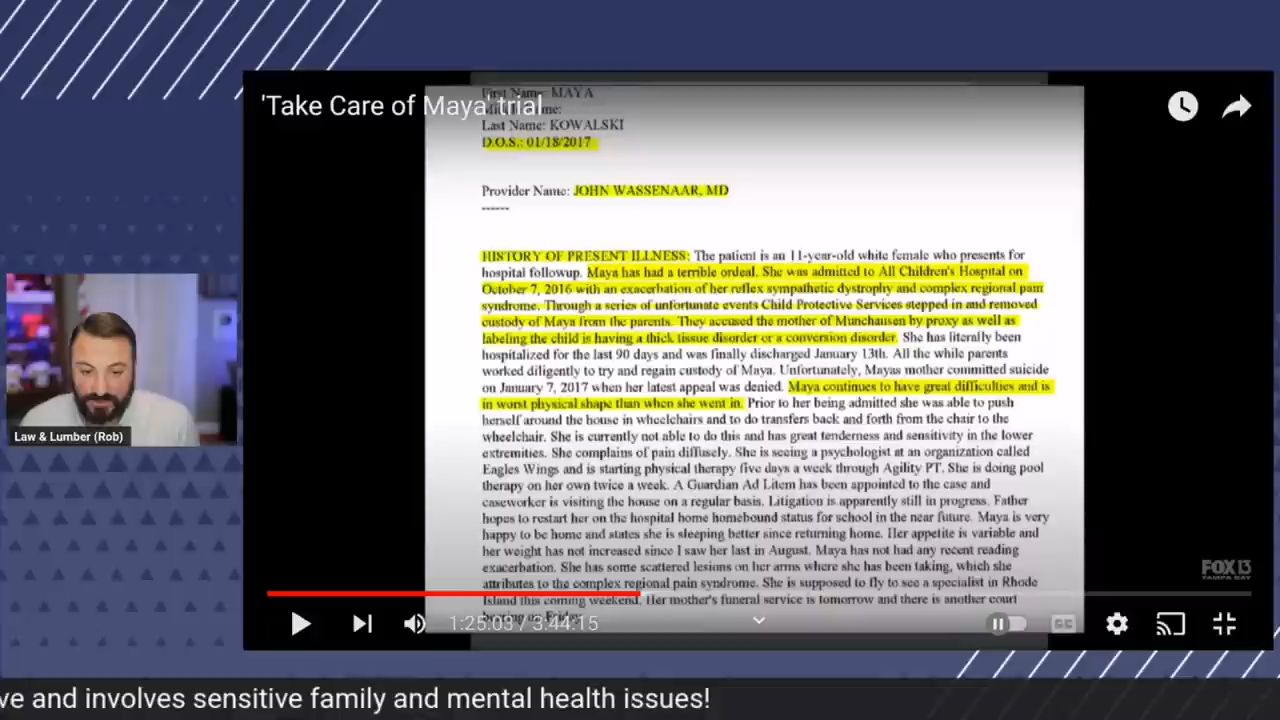 'Take Care of Maya' trial
First Name: MAYA
Last Name: KOWALSKI
D.O.S.: 01/18/2017
Provider Name: JOHN WASSENAAR, MD
------
HISTORY OF PRESENT ILLNESS: The patient is an 11-year-old white female who presents for
hospital followup. Maya has had a terrible ordeal. She was admitted to All Children's Hospital on
October 7, 2016 with an exacerbation of her reflex sympathetic dystrophy and complex regional pain
syndrome. Through a series of unfortunate events Child Protective Services stepped in and removed
custody of Maya from the parents. They accused the mother of Munchausen by proxy as well as
labeling the child is having a thick tissue disorder or a conversion disorder. She has literally been
hospitalized for the last 90 days and was finally discharged January 13th. All the while parents
worked diligently to try and regain custody of Maya. Unfortunately, Mayas mother committed suicide
on January 7, 2017 when her latest appeal was denied. Maya continues to have great difficulties and is
in worst physical shape than when she went in. Prior to her being admitted she was able to push
herself around the house in wheelchairs and to do transfers back and forth from the chair to the
wheelchair. She is currently not able to do this and has great tenderness and sensitivity in the lower
extremities. She complains of pain diffusely. She is seeing a psychologist at an organization called
Eagles Wings and is starting physical therapy five days a week through Agility PT. She is doing pool
therapy on her own twice a week. A Guardian Ad Litem has been appointed to the case and
caseworker is visiting the house on a regular basis. Litigation is apparently still in progress. Father
hopes to restart her on the hospital home homebound status for school in the near future. Maya is very
happy to be home and states she is sleeping better since returning home. Her appetite is variable and
her weight has not increased since I saw her last in August. Maya has not had any recent reading
exacerbation. She has some scattered lesions on her arms where she has been taking, which she
attributes to the complex regional pain syndrome. She is supposed to fly to see a specialist in Rhode
Island this coming weekend. Her mother's funeral service is tomorrow and there is another court
hearing on Friday
FOX 13
TAMPA BAY
1:25:03 / 3:44:15
CC
Law & Lumber (Rob)
ve and involves sensitive family and mental health issues!